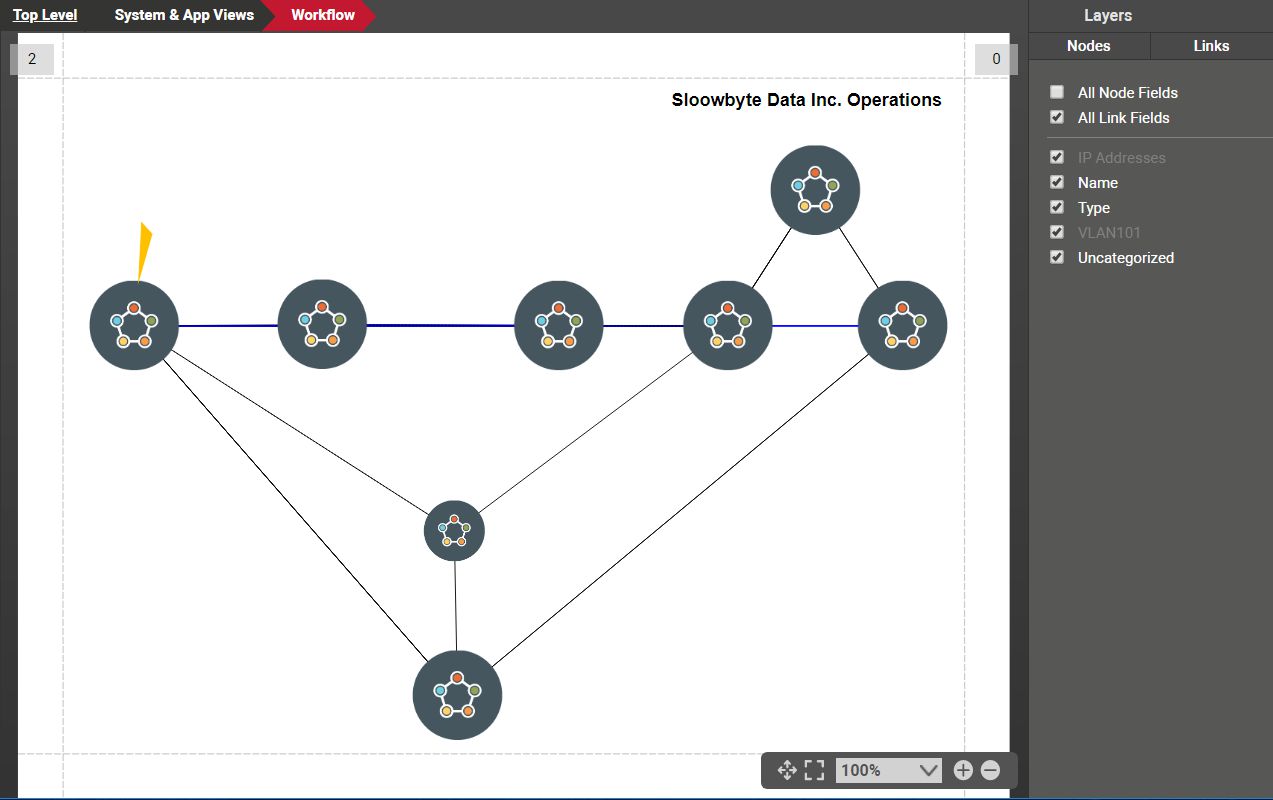 Top Level System & App Views Workflow
Layers
Nodes Links
2
0
Sloowbyte Data Inc. Operations
All Node Fields
All Link Fields
IP Addresses
Name
Type
VLAN101
Uncategorized
100%